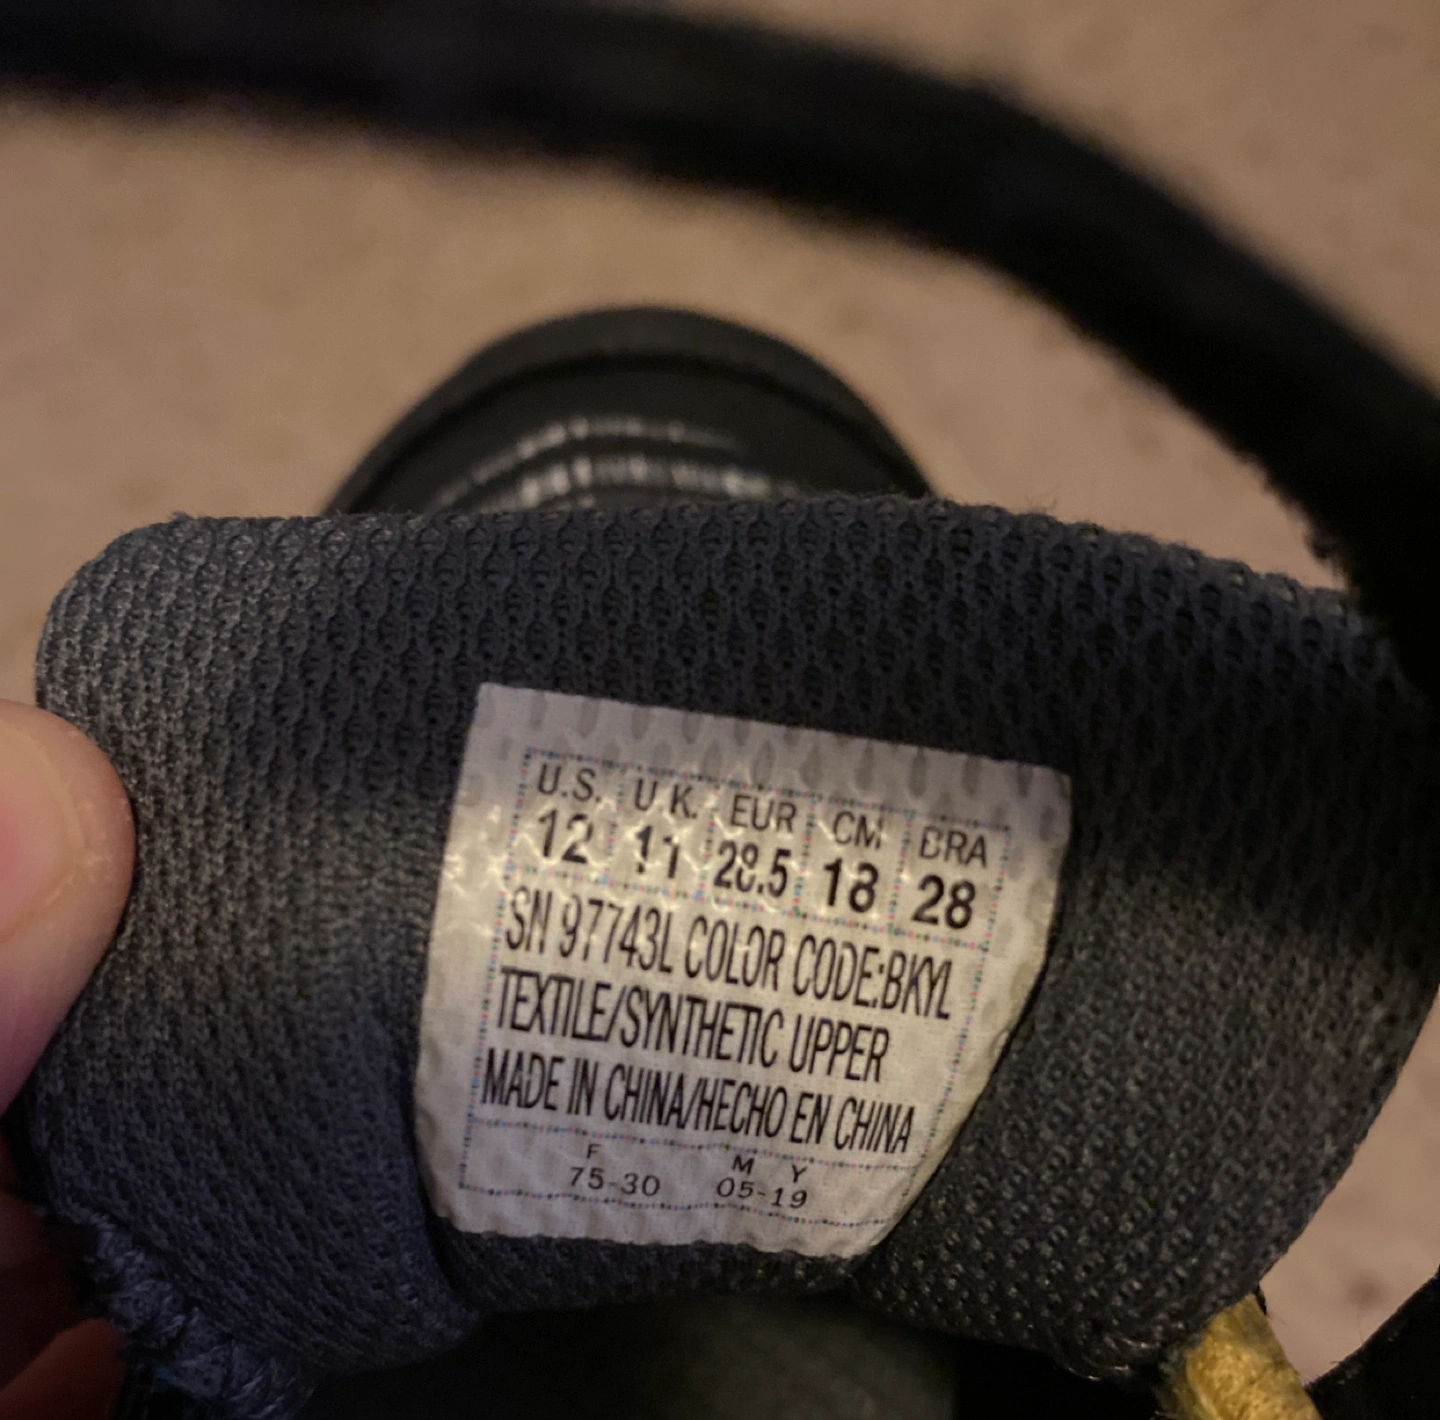 U.S. U.K. EUR CM BRA
12 11 28.5 18 28
SN 97743L COLOR CODE:BKYL
TEXTILE/SYNTHETIC UPPER
MADE IN CHINA/HECHO EN CHINA
F M Y
75-30 05-19